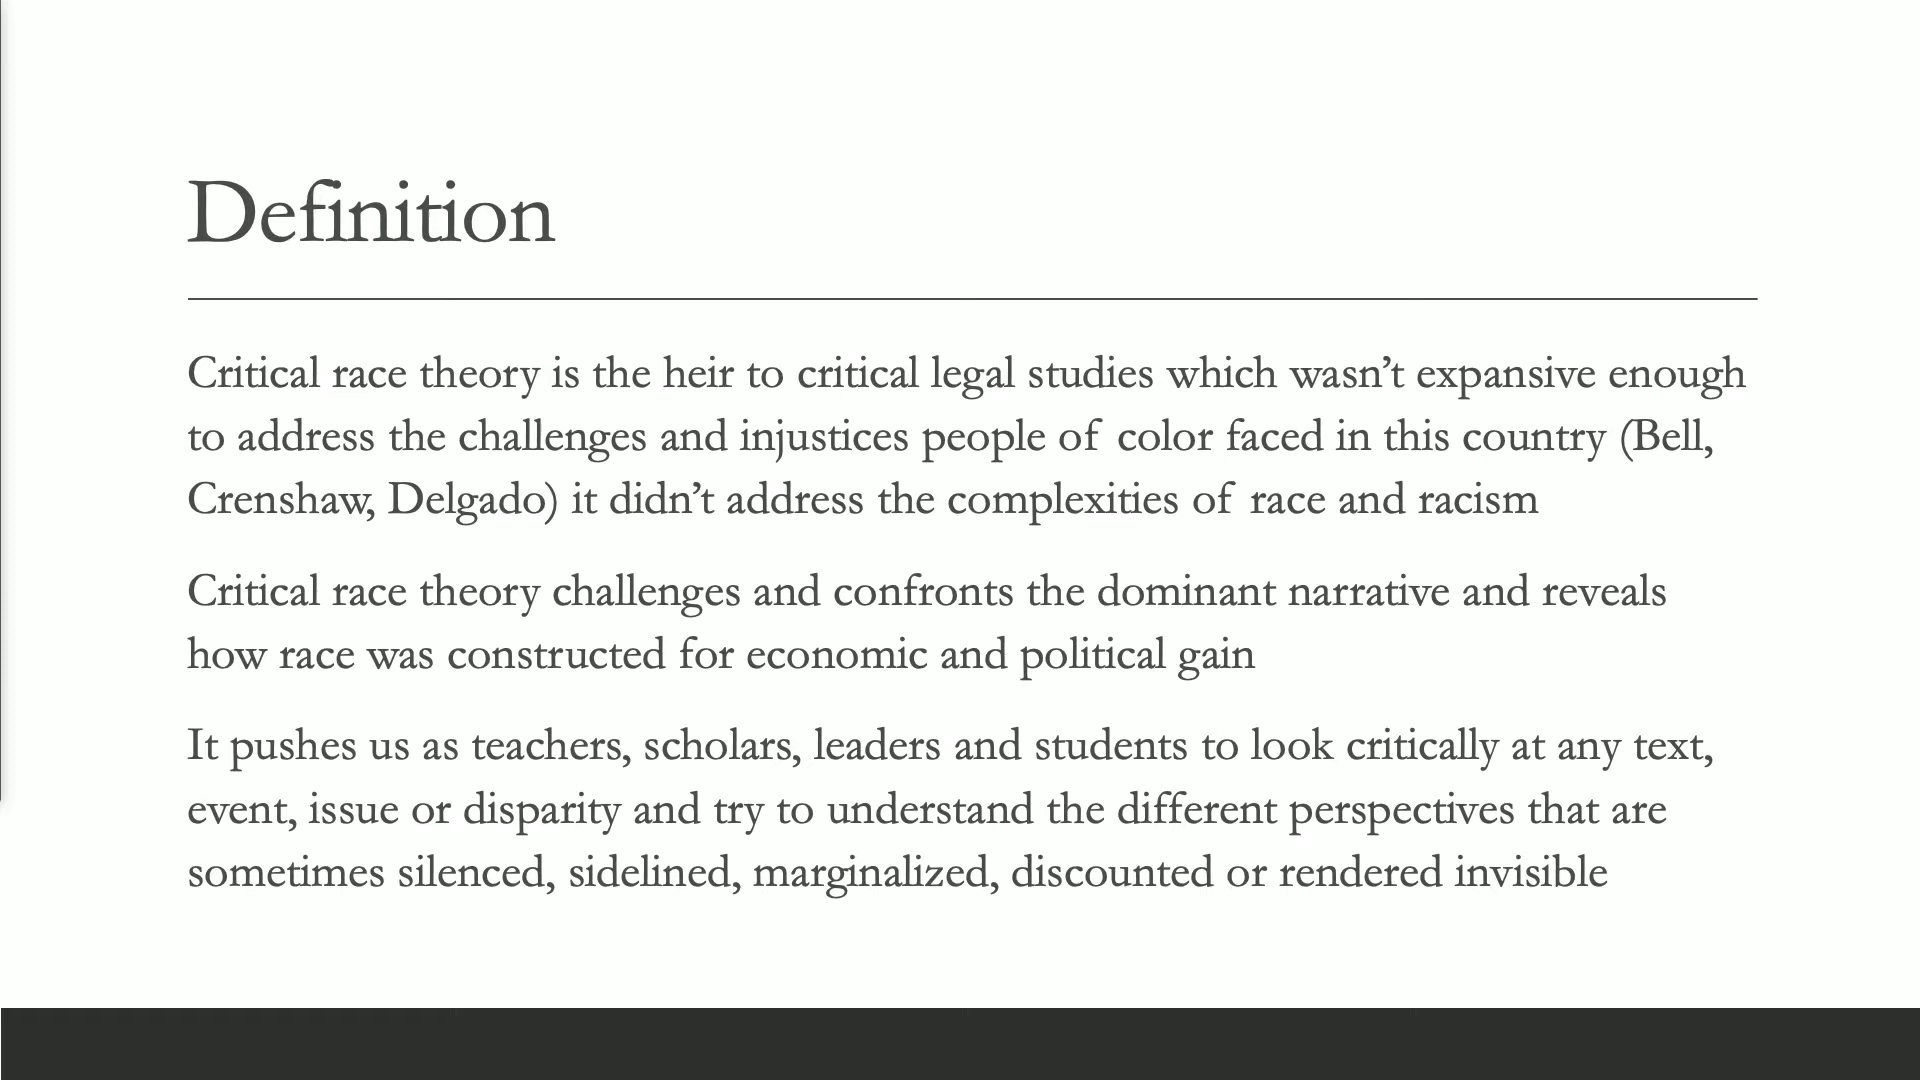 Definition
Critical race theory is the heir to critical legal studies which wasn’t expansive enough
to address the challenges and injustices people of color faced in this country (Bell,
Crenshaw, Delgado) it didn’t address the complexities of race and racism
Critical race theory challenges and confronts the dominant narrative and reveals
how race was constructed for economic and political gain
It pushes us as teachers, scholars, leaders and students to look critically at any text,
event, issue or disparity and try to understand the different perspectives that are
sometimes silenced, sidelined, marginalized, discounted or rendered invisible